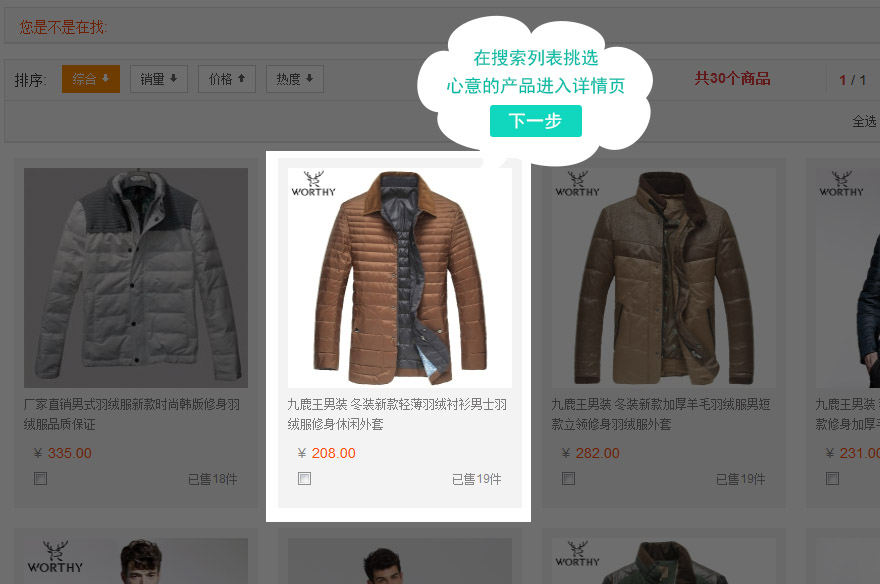 您是不是在找:
在搜索列表挑选
心意的产品进入详情页
下一步
排序:
综合
销量
价格
热度
共30个商品
1 / 1
全选
WORTHY
WORTHY
WORTHY
厂家直销男式羽绒服新款时尚韩版修身羽
绒服品质保证
¥ 335.00
已售18件
九鹿王男装 冬装新款轻薄羽绒衬衫男士羽
绒服修身休闲外套
¥ 208.00
已售19件
九鹿王男装 冬装新款加厚羊毛羽绒服男短
款立领修身羽绒服外套
¥ 282.00
已售19件
九鹿王男装 冬
款修身加厚羊
¥ 231.00
WORTHY
WORTHY